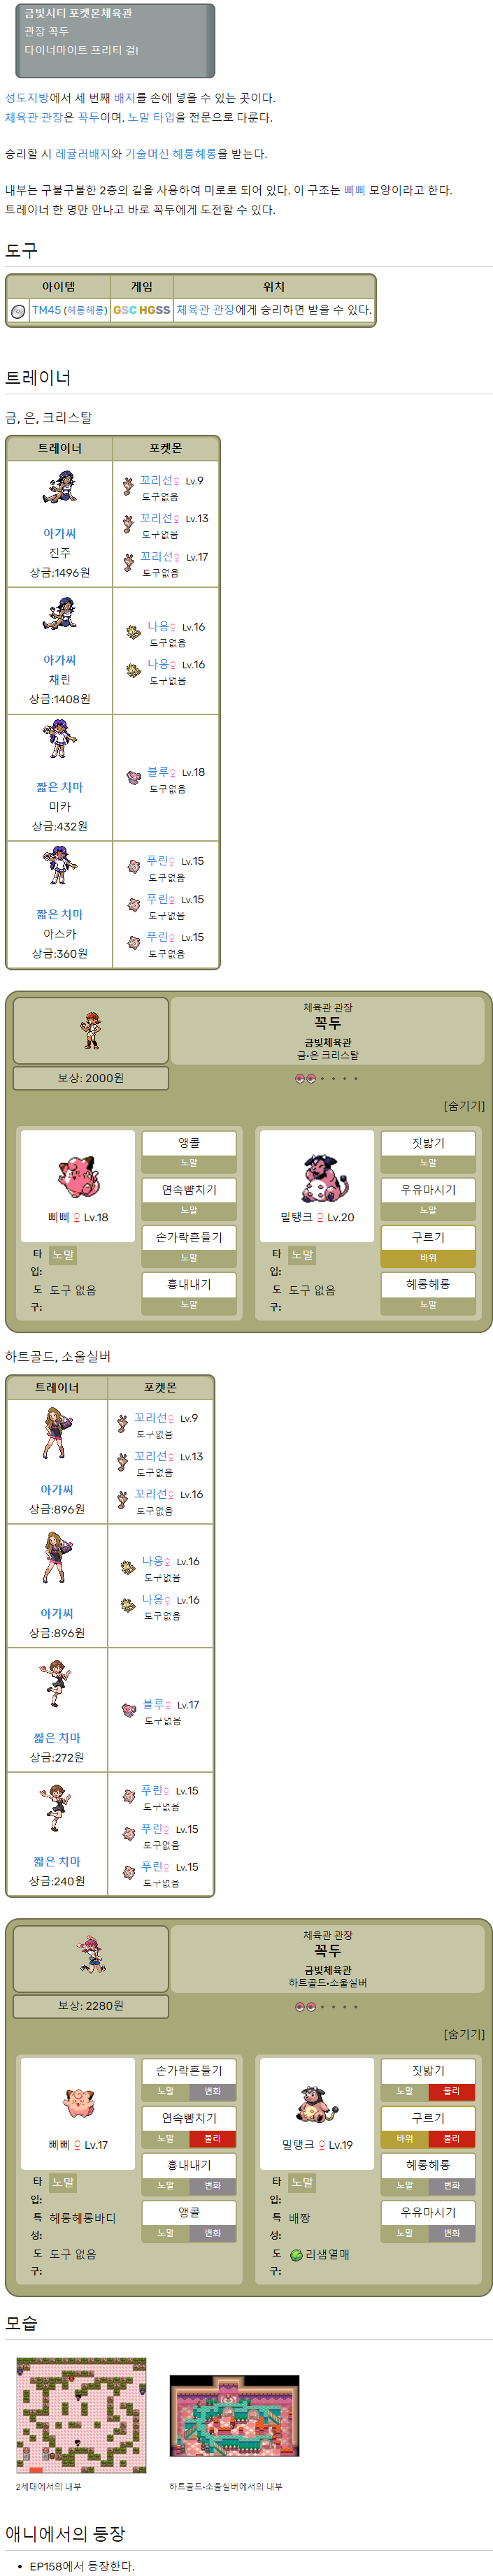 금빛시티 포켓몬체육관
관장 꼭두
다이너마이트 프리티 걸!
성도지방에서 세 번째 배지를 손에 넣을 수 있는 곳이다.
체육관 관장은 꼭두이며, 노말 타입을 전문으로 다룬다.
승리할 시 레귤러배지와 기술머신 헤롱헤롱을 받는다.
내부는 구불구불한 2층의 길을 사용하여 미로로 되어 있다. 이 구조는 삐삐 모양이라고 한다.
트레이너 한 명만 만나고 바로 꼭두에게 도전할 수 있다.
도구
아이템 게임 위치
TM45 (헤롱헤롱) GSC HGSS 체육관 관장에게 승리하면 받을 수 있다.
트레이너
금, 은, 크리스탈
트레이너 포켓몬
꼬리선♀ Lv.9
도구없음
꼬리선♀ Lv.13
도구없음
꼬리선♀ Lv.17
도구없음
아가씨
진주
상금:1496원
나옹♀ Lv.16
도구없음
나옹♀ Lv.16
도구없음
아가씨
채린
상금:1408원
블루♀ Lv.18
도구없음
짧은 치마
미카
상금:432원
푸린♀ Lv.15
도구없음
푸린♀ Lv.15
도구없음
푸린♀ Lv.15
도구없음
짧은 치마
아스카
상금:360원
체육관 관장
꼭두
금빛체육관
금•은 크리스탈
보상: 2000원
[숨기기]
삐삐♀Lv.18
타입: 노말
도구: 도구 없음
앵콜
노말
연속뺨치기
노말
손가락흔들기
노말
흉내내기
노말
밀탱크♀Lv.20
타입: 노말
도구: 도구 없음
짓밟기
노말
우유마시기
노말
구르기
바위
헤롱헤롱
노말
하트골드, 소울실버
트레이너 포켓몬
꼬리선♀ Lv.9
도구없음
꼬리선♀ Lv.13
도구없음
꼬리선♀ Lv.16
도구없음
아가씨
상금:896원
나옹♀ Lv.16
도구없음
나옹♀ Lv.16
도구없음
아가씨
상금:896원
블루♀ Lv.17
도구없음
짧은 치마
상금:272원
푸린♀ Lv.15
도구없음
푸린♀ Lv.15
도구없음
푸린♀ Lv.15
도구없음
짧은 치마
상금:240원
체육관 관장
꼭두
금빛체육관
하트골드•소울실버
보상: 2280원
[숨기기]
삐삐♀Lv.17
타입: 노말
특성: 헤롱헤롱바디
도구: 도구 없음
손가락흔들기
노말 변화
연속뺨치기
노말 물리
흉내내기
노말 변화
앵콜
노말 변화
밀탱크♀Lv.19
타입: 노말
특성: 배짱
도구: 리샘열매
짓밟기
노말 물리
구르기
바위 물리
헤롱헤롱
노말 변화
우유마시기
노말 변화
모습
2세대에서의 내부
하트골드•소울실버에서의 내부
애니에서의 등장
• EP158에서 등장한다.